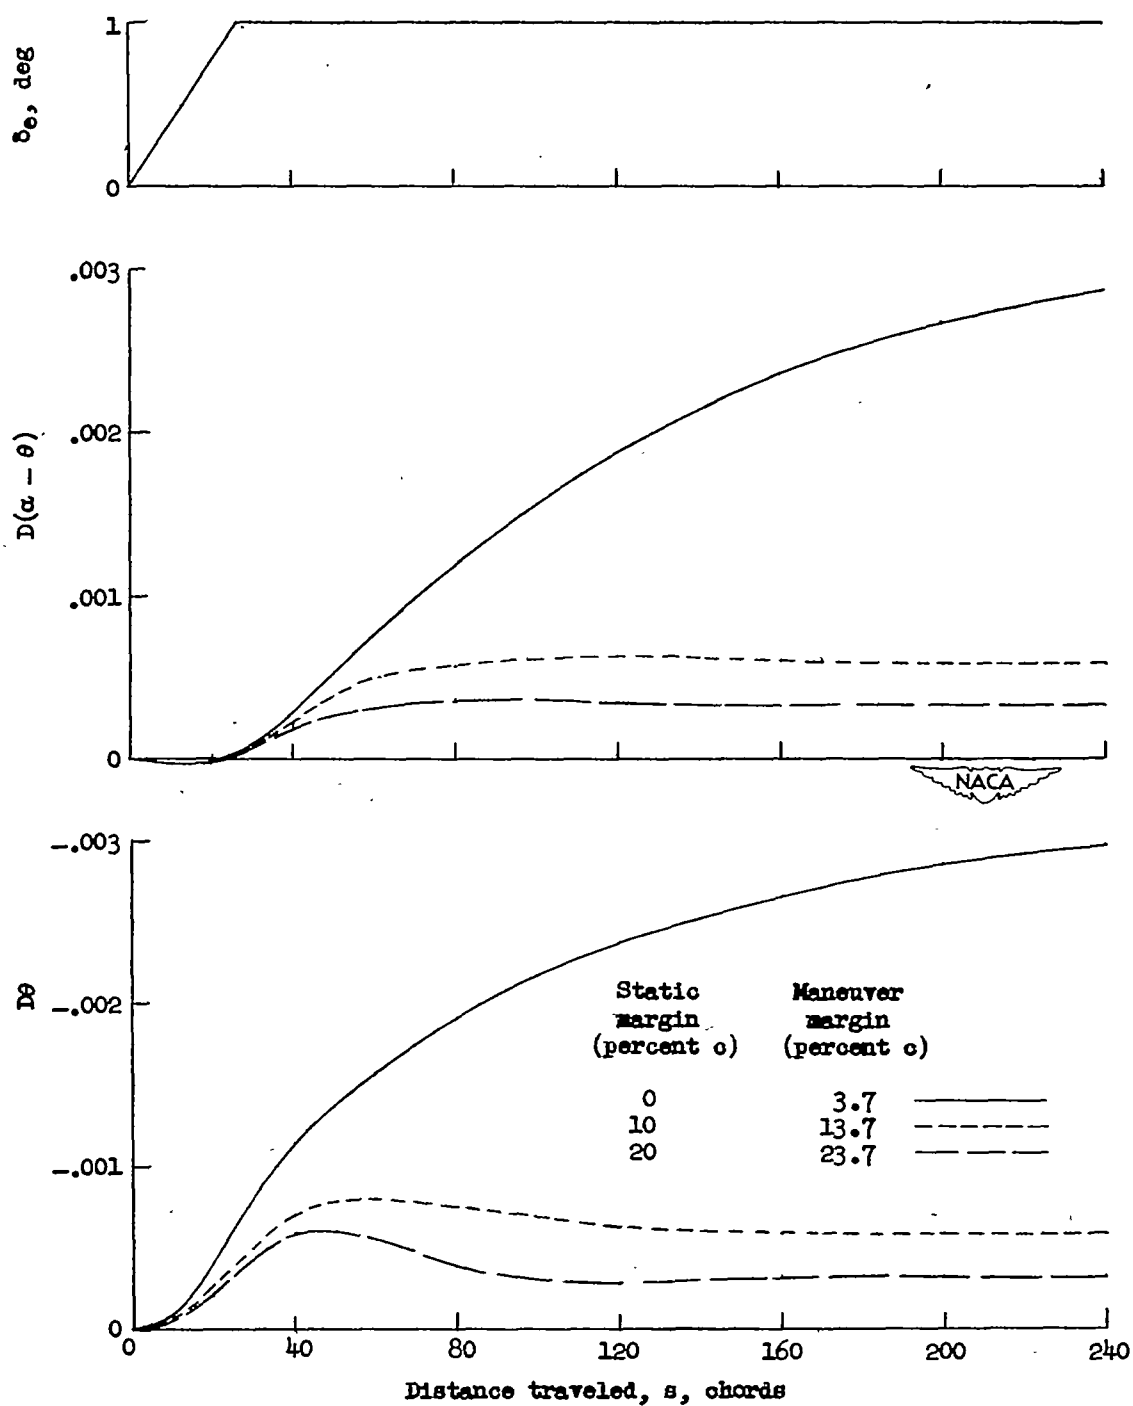 1
δe, deg
0
.003
.002
D(α − θ)
.001
0
NACA
-.003
Dθ
-.002
Static margin (percent c)
Maneuver margin (percent c)
0 3.7
10 13.7
20 23.7
-.001
0
0 40 80 120 160 200 240
Distance traveled, s, chords